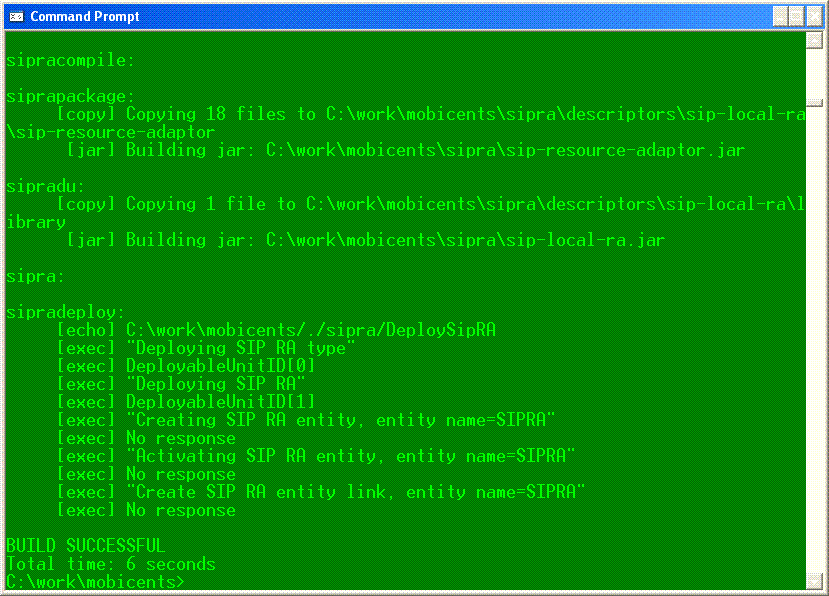 Command Prompt
sipracompile:
siprapackage:
     [copy] Copying 18 files to C:\work\mobicents\sipra\descriptors\sip-local-ra
\sip-resource-adaptor
      [jar] Building jar: C:\work\mobicents\sipra\sip-resource-adaptor.jar
sipradu:
     [copy] Copying 1 file to C:\work\mobicents\sipra\descriptors\sip-local-ra\l
ibrary
      [jar] Building jar: C:\work\mobicents\sipra\sip-local-ra.jar
sipra:
sipradeploy:
     [echo] C:\work\mobicents/./sipra/DeploySipRA
     [exec] "Deploying SIP RA type"
     [exec] DeployableUnitID[0]
     [exec] "Deploying SIP RA"
     [exec] DeployableUnitID[1]
     [exec] "Creating SIP RA entity, entity name=SIPRA"
     [exec] No response
     [exec] "Activating SIP RA entity, entity name=SIPRA"
     [exec] No response
     [exec] "Create SIP RA entity link, entity name=SIPRA"
     [exec] No response
BUILD SUCCESSFUL
Total time: 6 seconds
C:\work\mobicents>